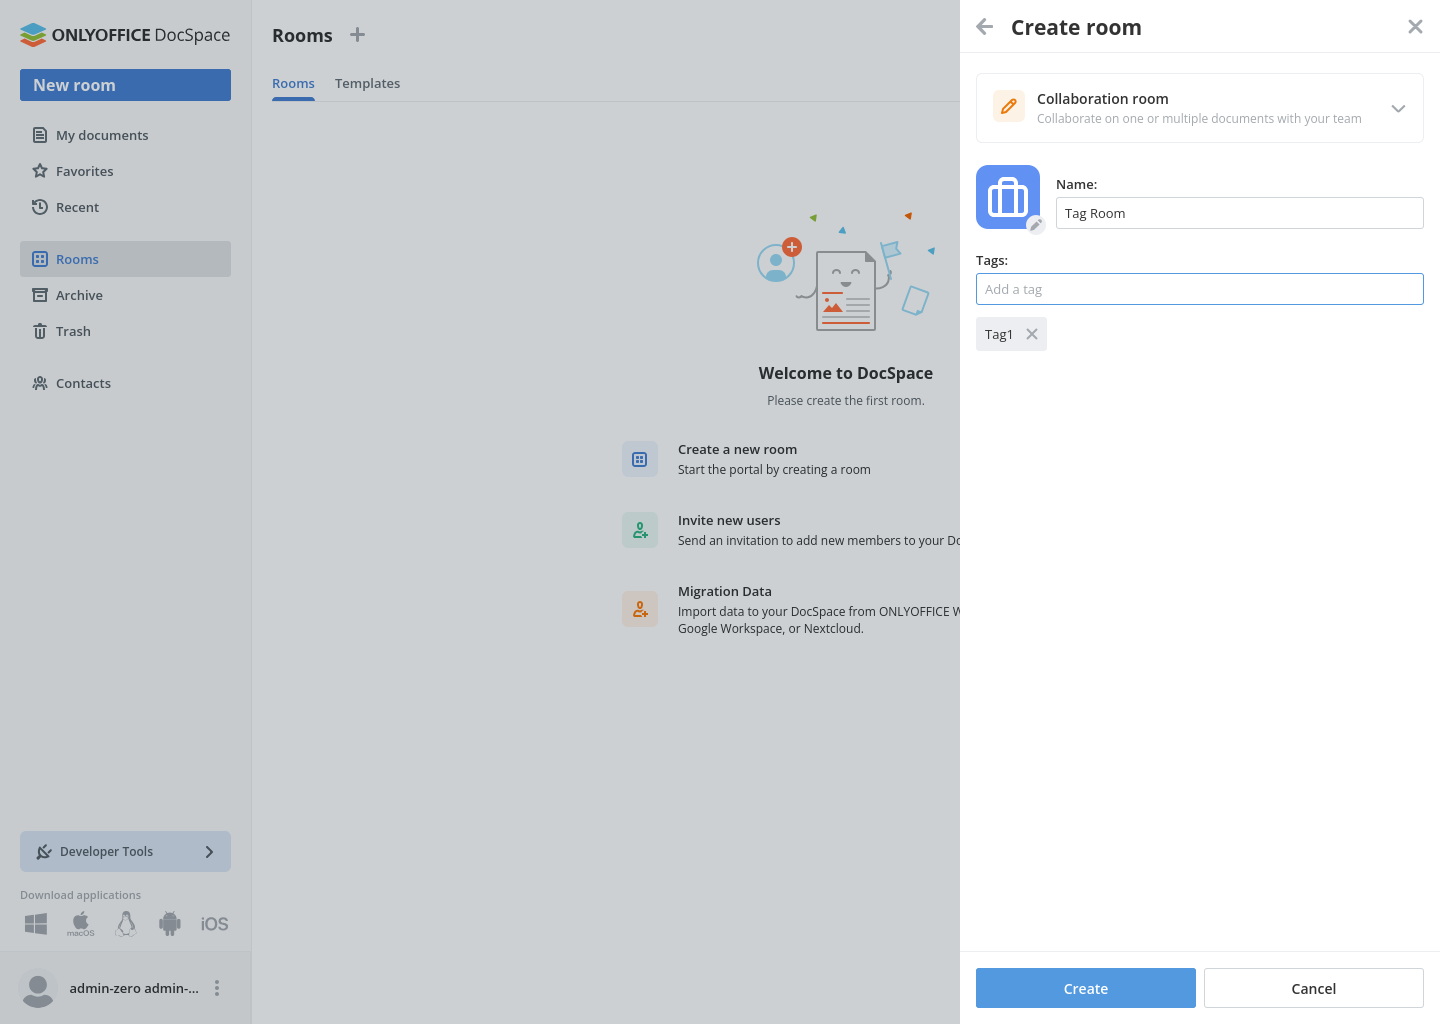 ONLYOFFICE DocSpace
New room
My documents
Favorites
Recent
Rooms
Archive
Trash
Contacts
Developer Tools
Download applications
macOS
iOS
admin-zero admin-...
Rooms
Rooms
Templates
Welcome to DocSpace
Please create the first room.
Create a new room
Start the portal by creating a room
Invite new users
Send an invitation to add new members to your Do
Migration Data
Import data to your DocSpace from ONLYOFFICE W
Google Workspace, or Nextcloud.
Create room
Collaboration room
Collaborate on one or multiple documents with your team
Name:
Tag Room
Tags:
Add a tag
Tag1
Create
Cancel